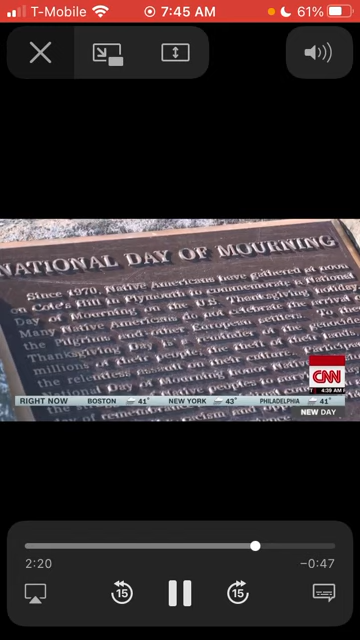 T-Mobile 7:45 AM 61%
NATIONAL DAY OF MOURNING
Since 1970, Native Americans have gathered at noon
on Cole's Hill in Plymouth to commemorate a National
Day of Mourning on the U.S. Thanksgiving holiday.
Many Native Americans do not celebrate the arrival of
the Pilgrims and other European settlers. To them,
Thanksgiving Day is a reminder of the genocide of
millions of their people, the theft of their lands, and
the relentless assault on their culture.
National Day of Mourning
CNN
4:39 AM
RIGHT NOW BOSTON 41° NEW YORK 43° PHILADELPHIA 41°
NEW DAY
2:20 −0:47
15 15